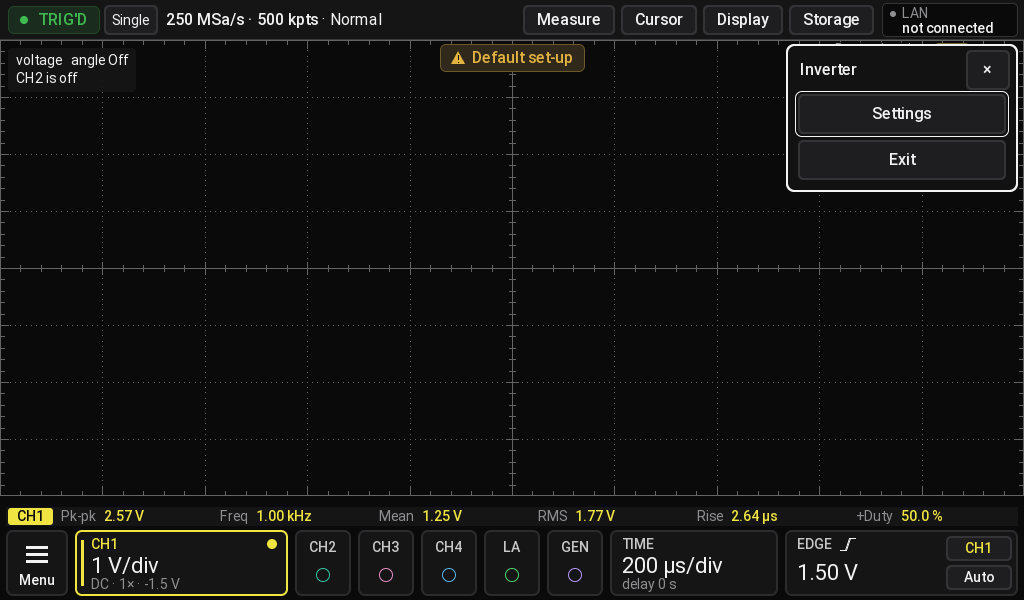 TRIG'D Single 250 MSa/s · 500 kpts · Normal Measure Cursor Display Storage LAN
not connected
voltage angle Off
CH2 is off
Default set-up
Inverter ×
Settings
Exit
CH1 Pk-pk 2.57 V Freq 1.00 kHz Mean 1.25 V RMS 1.77 V Rise 2.64 µs +Duty 50.0 %
Menu
CH1
1 V/div
DC · 1× · -1.5 V
CH2
CH3
CH4
LA
GEN
TIME
200 µs/div
delay 0 s
EDGE
1.50 V
CH1
Auto